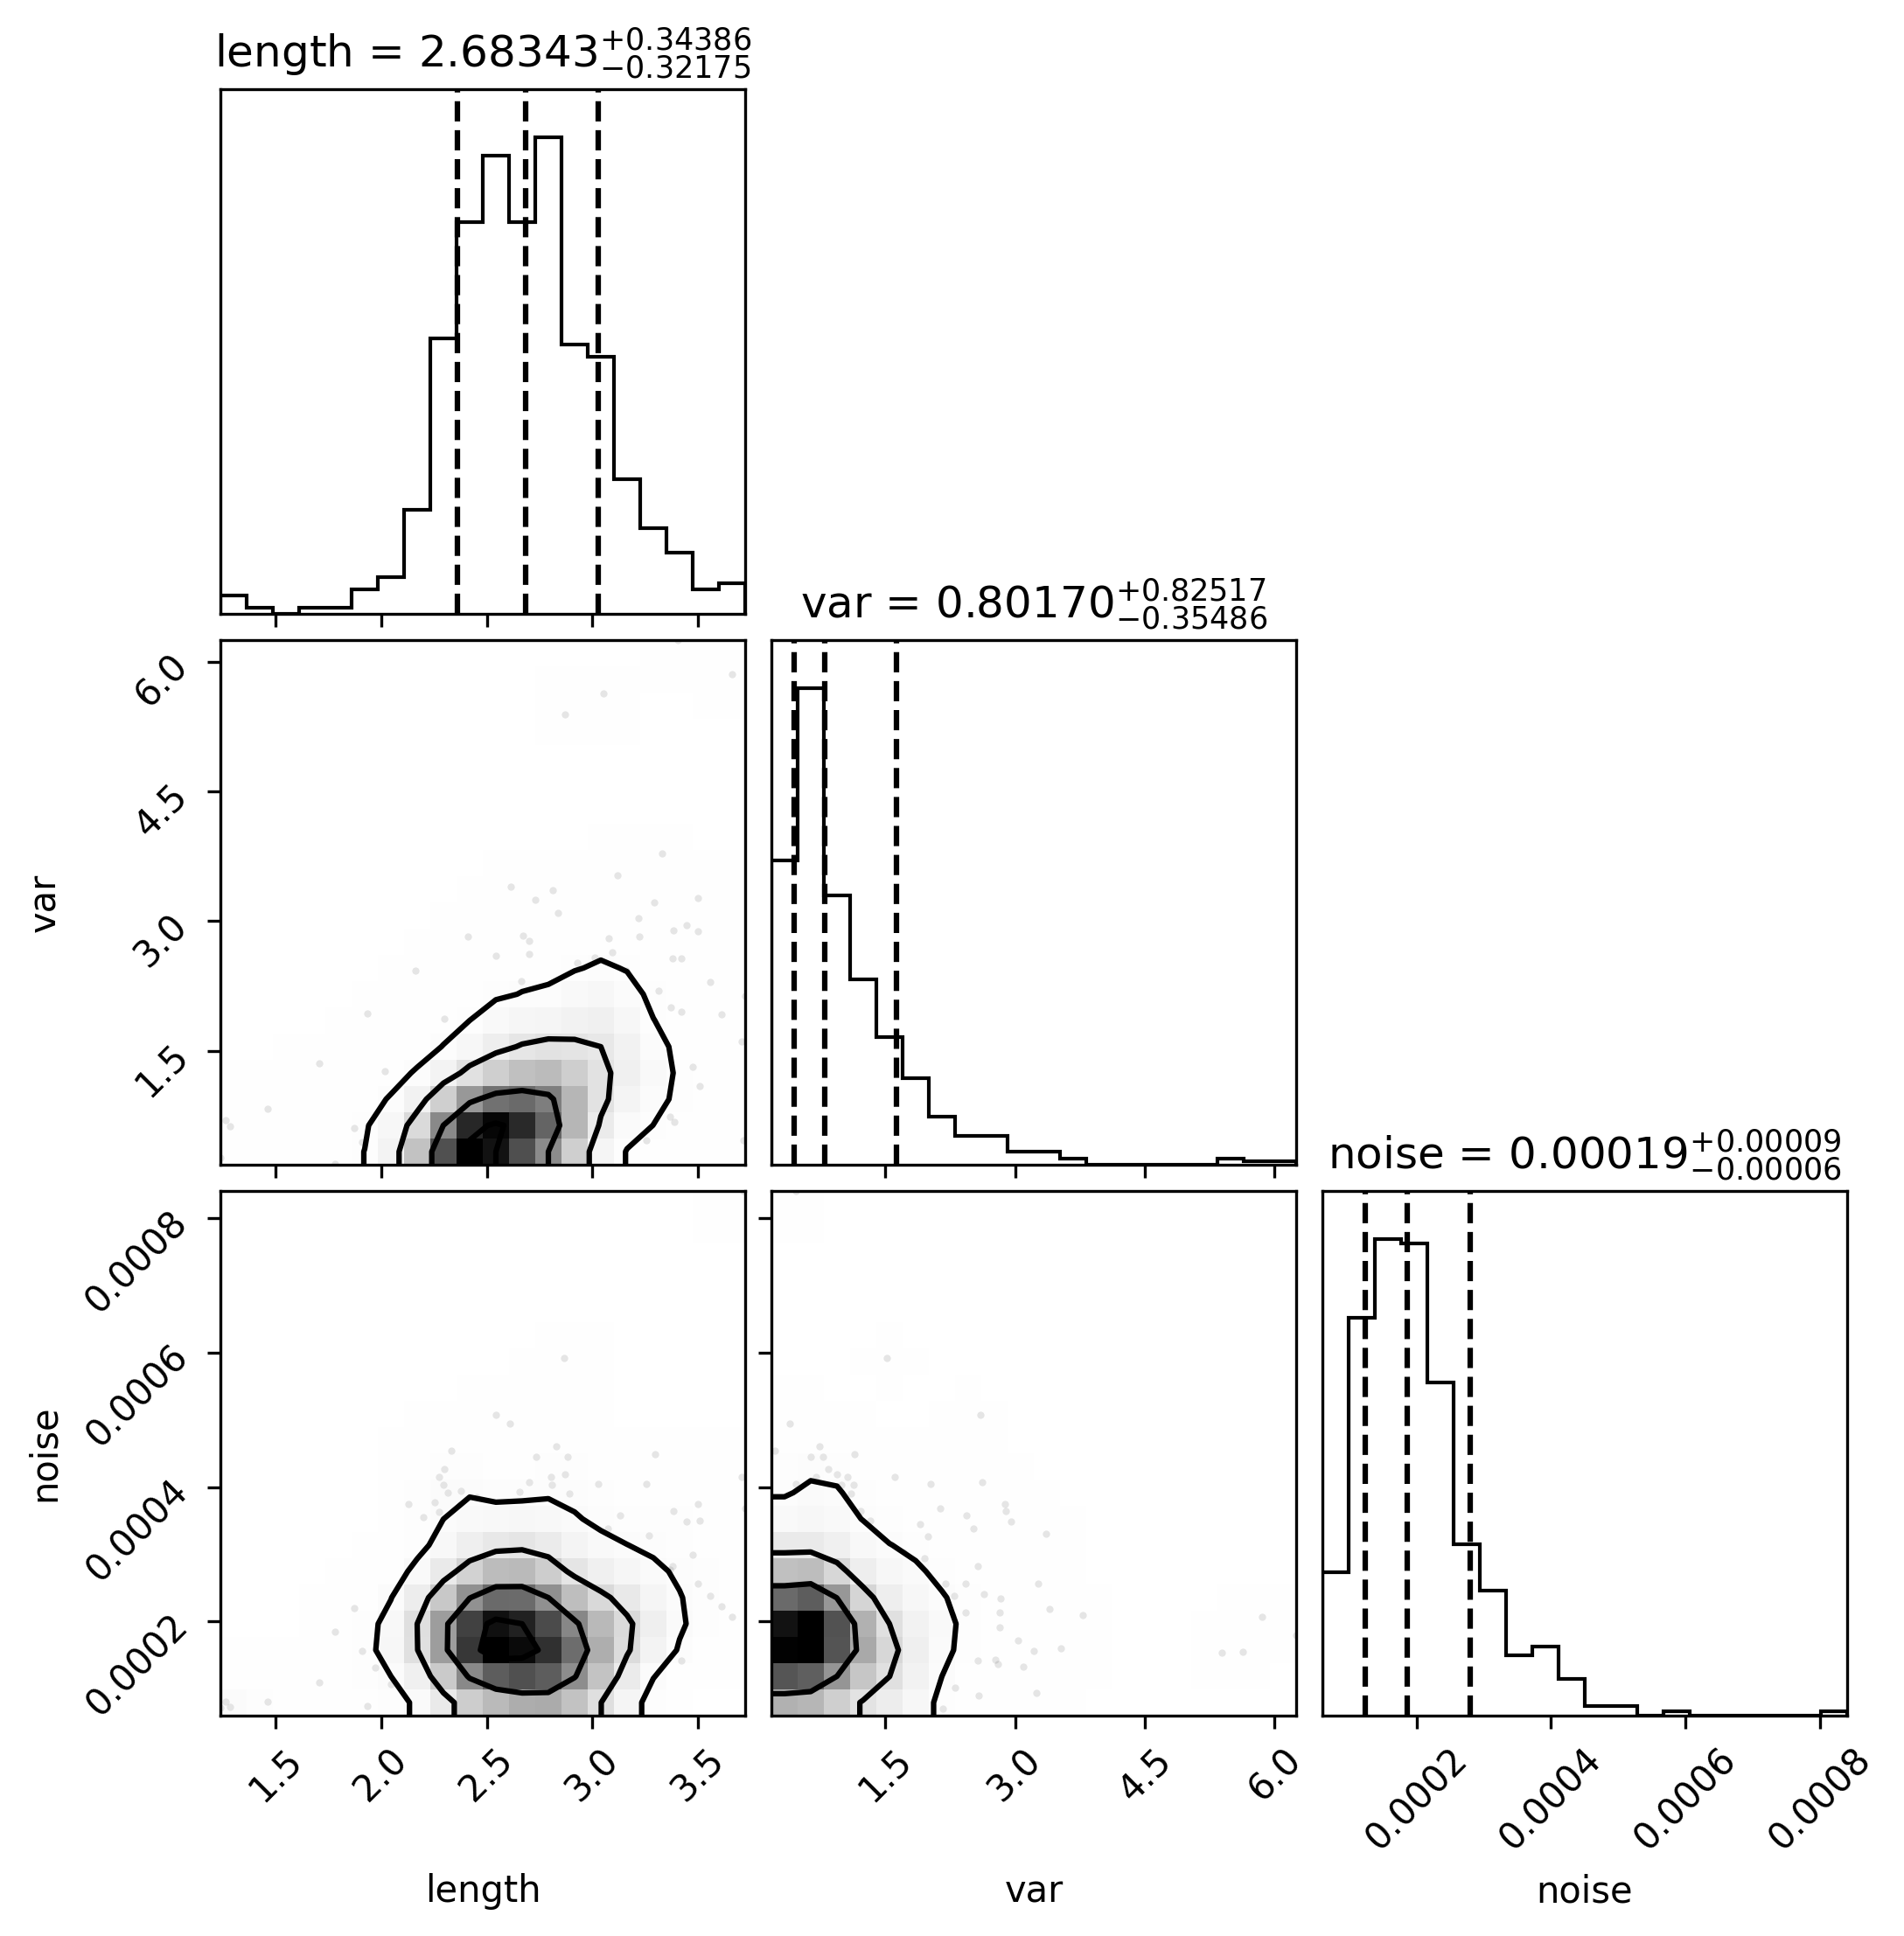 length = 2.68343 +0.34386 −0.32175
var = 0.80170 +0.82517 −0.35486
6.0
4.5
3.0
1.5
var
noise = 0.00019 +0.00009 −0.00006
0.0008
0.0006
0.0004
0.0002
noise
1.5 2.0 2.5 3.0 3.5
1.5 3.0 4.5 6.0
0.0002 0.0004 0.0006 0.0008
length
var
noise